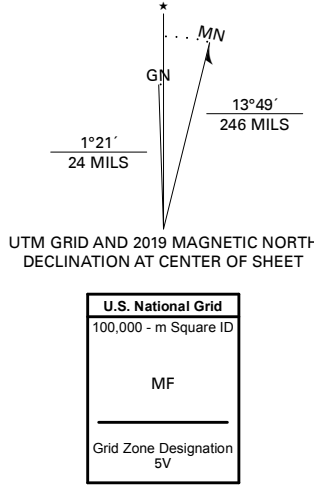 ★
MN
GN
1°21´
24 MILS
13°49´
246 MILS
UTM GRID AND 2019 MAGNETIC NORTH
DECLINATION AT CENTER OF SHEET
U.S. National Grid
100,000 - m Square ID
MF
Grid Zone Designation
5V